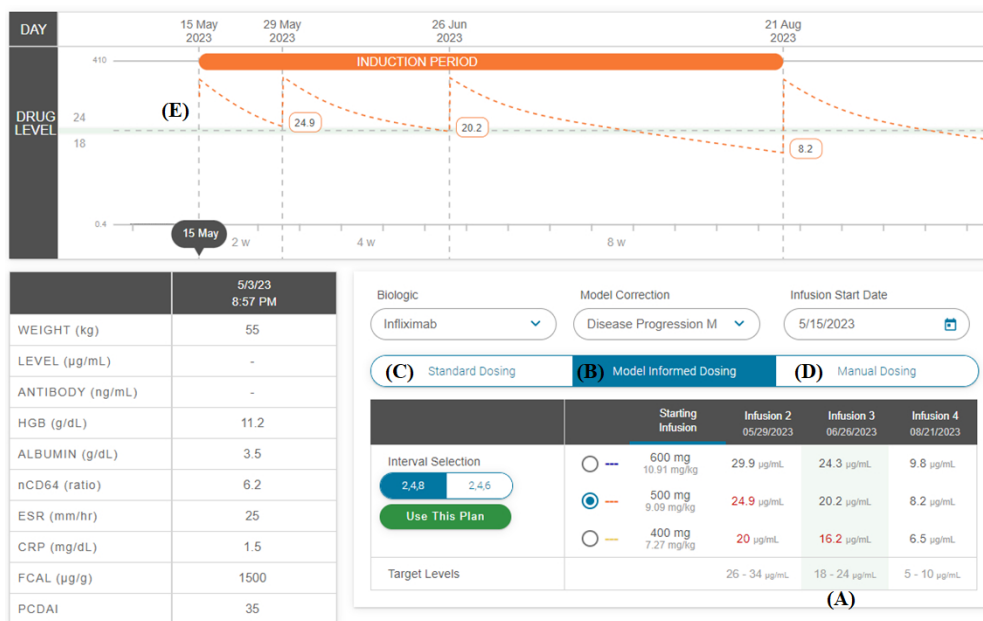 DAY
15 May
2023
29 May
2023
26 Jun
2023
21 Aug
2023
DRUG
LEVEL
410
INDUCTION PERIOD
(E)
24
18
24.9
20.2
8.2
0.4
15 May
2 w
4 w
8 w
5/3/23
8:57 PM
WEIGHT (kg) 55
LEVEL (µg/mL) -
ANTIBODY (ng/mL) -
HGB (g/dL) 11.2
ALBUMIN (g/dL) 3.5
nCD64 (ratio) 6.2
ESR (mm/hr) 25
CRP (mg/dL) 1.5
FCAL (µg/g) 1500
PCDAI 35
Biologic Model Correction Infusion Start Date
Infliximab Disease Progression M 5/15/2023
(C) Standard Dosing (B) Model Informed Dosing (D) Manual Dosing
Starting
Infusion
Infusion 2
05/29/2023
Infusion 3
06/26/2023
Infusion 4
08/21/2023
Interval Selection
2,4,8 2,4,6
Use This Plan
600 mg
10.91 mg/kg
29.9 µg/mL 24.3 µg/mL 9.8 µg/mL
500 mg
9.09 mg/kg
24.9 µg/mL 20.2 µg/mL 8.2 µg/mL
400 mg
7.27 mg/kg
20 µg/mL 16.2 µg/mL 6.5 µg/mL
Target Levels 26 - 34 µg/mL 18 - 24 µg/mL 5 - 10 µg/mL
(A)